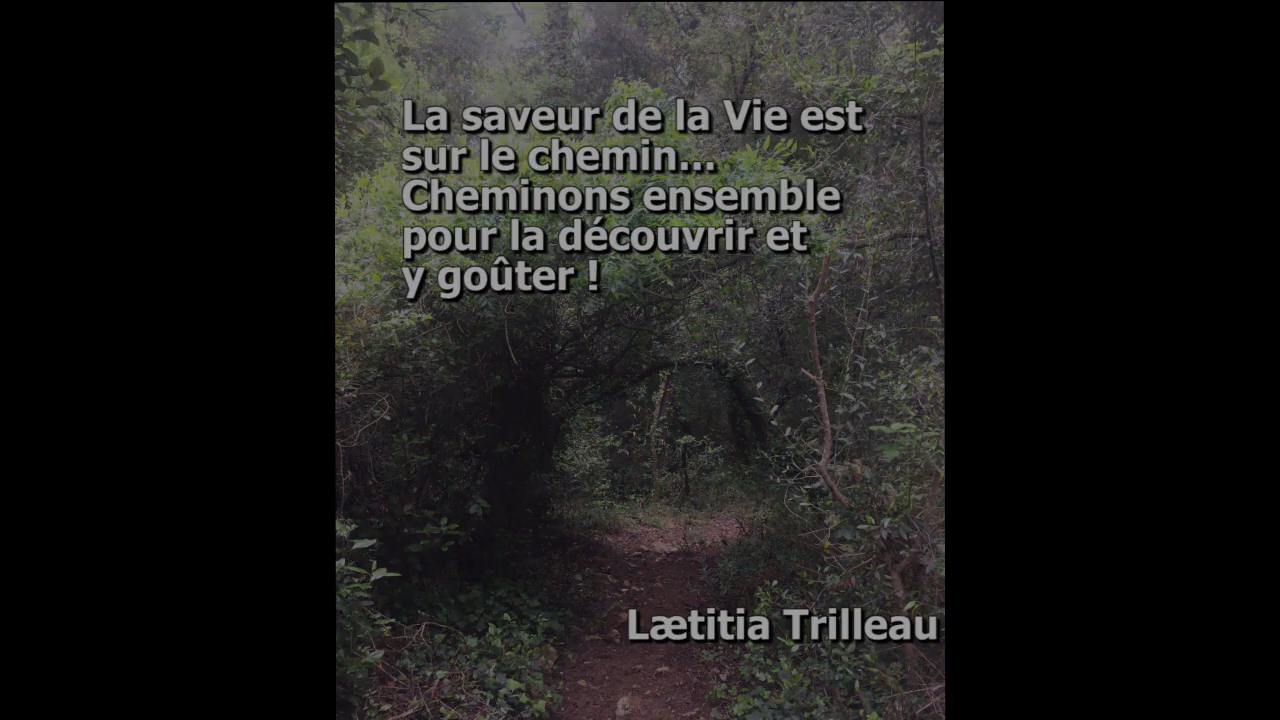 La saveur de la Vie est
sur le chemin...
Cheminons ensemble
pour la découvrir et
y goûter !
Lætitia Trilleau